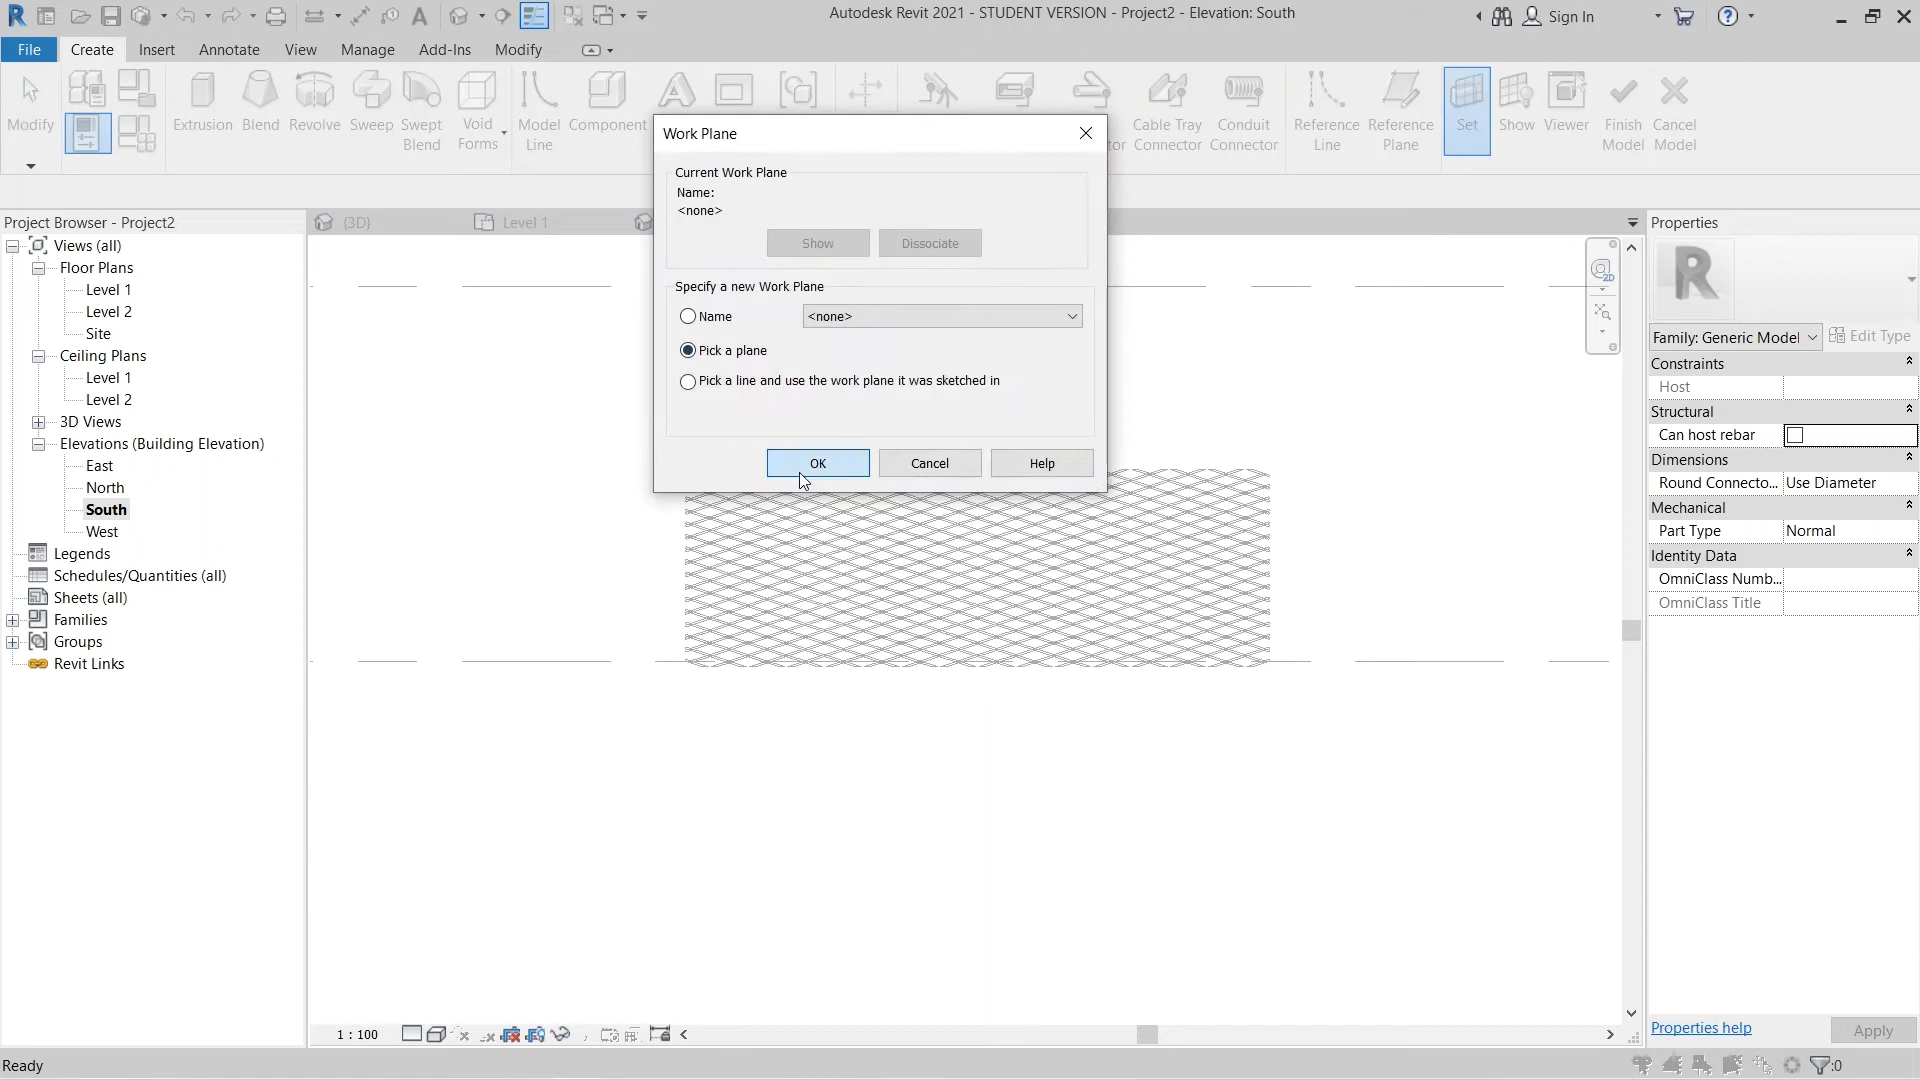 Autodesk Revit 2021 - STUDENT VERSION - Project2 - Elevation: South
Sign In
File Create Insert Annotate View Manage Add-Ins Modify
Modify
Extrusion
Blend
Revolve
Sweep
Swept
Blend
Void
Forms
Model
Line
Component
Cable Tray
Connector
Conduit
Connector
Reference
Line
Reference
Plane
Set
Show
Viewer
Finish
Model
Cancel
Model
Project Browser - Project2
Views (all)
Floor Plans
Level 1
Level 2
Site
Ceiling Plans
Level 1
Level 2
3D Views
Elevations (Building Elevation)
East
North
South
West
Legends
Schedules/Quantities (all)
Sheets (all)
Families
Groups
Revit Links
{3D}
Level 1
Work Plane
Current Work Plane
Name:
<none>
Show
Dissociate
Specify a new Work Plane
Name
<none>
Pick a plane
Pick a line and use the work plane it was sketched in
OK
Cancel
Help
2D
Properties
R
Family: Generic Model
Edit Type
Constraints
Host
Structural
Can host rebar
Dimensions
Round Connecto... Use Diameter
Mechanical
Part Type Normal
Identity Data
OmniClass Numb...
OmniClass Title
Properties help
Apply
1 : 100
Ready
:0